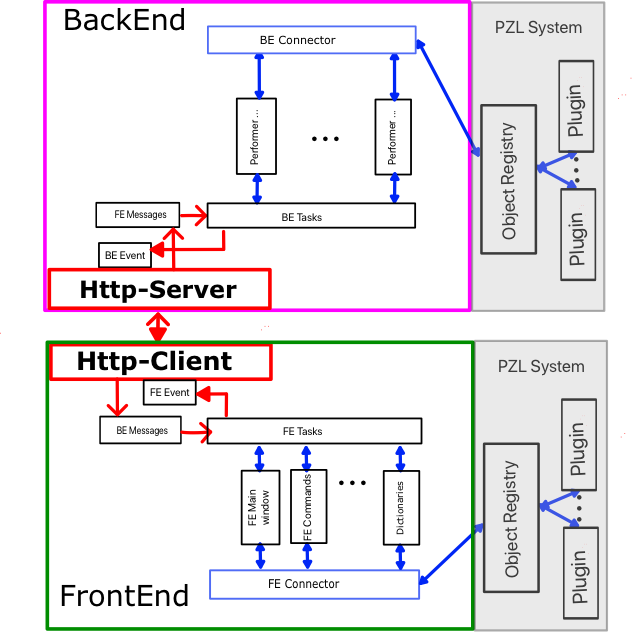 BackEnd
BE Connector
PZL System
Performer ...
...
Performer ...
Object Registry
Plugin
...
Plugin
FE Messages
BE Tasks
BE Event
Http-Server
Http-Client
PZL System
FE Event
BE Messages
FE Tasks
FE Main
window
FE Commands
...
Dictionaries
Object Registry
Plugin
...
Plugin
FE Connector
FrontEnd